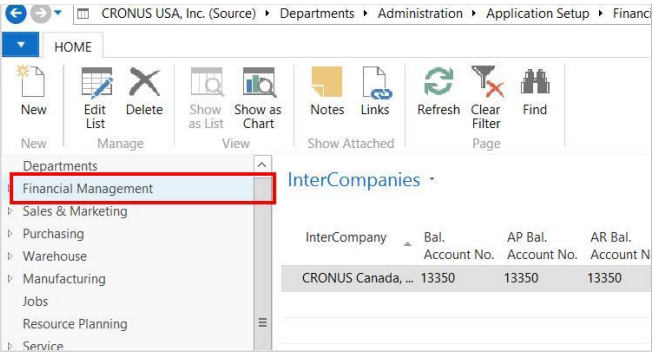 CRONUS USA, Inc. (Source) ▸ Departments ▸ Administration ▸ Application Setup ▸ Financi
HOME
New
Edit List
Delete
Show as List
Show as Chart
Notes
Links
Refresh
Clear Filter
Find
New
Manage
View
Show Attached
Page
Departments
Financial Management
Sales & Marketing
Purchasing
Warehouse
Manufacturing
Jobs
Resource Planning
Service
InterCompanies
InterCompany
Bal. Account No.
AP Bal. Account No.
AR Bal. Account N
CRONUS Canada, ... 13350 13350 13350